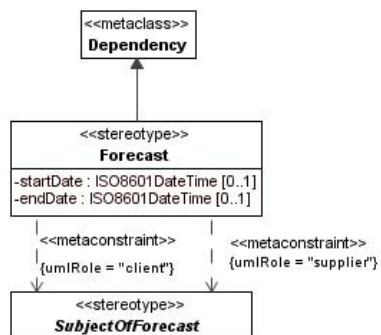 <<metaclass>>
Dependency
<<stereotype>>
Forecast
-startDate : ISO8601DateTime [0..1]
-endDate : ISO8601DateTime [0..1]
<<metaconstraint>>
{umlRole = "client"}
<<metaconstraint>>
{umlRole = "supplier"}
<<stereotype>>
SubjectOfForecast